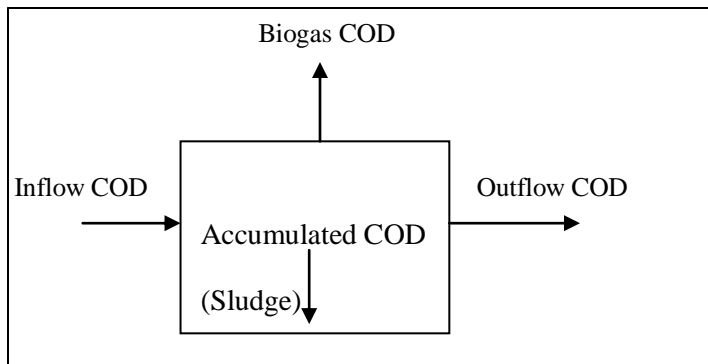 Biogas COD
Inflow COD
Outflow COD
Accumulated COD
(Sludge)